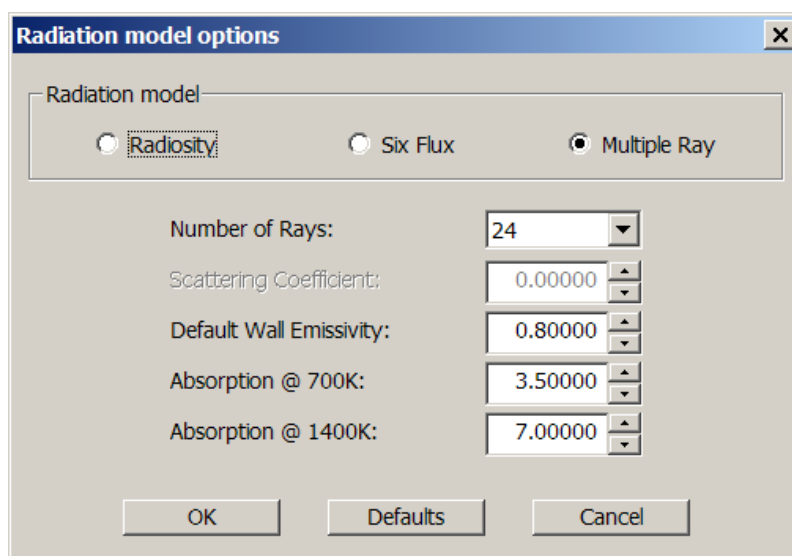 Radiation model options
Radiation model
Radiosity Six Flux Multiple Ray
Number of Rays: 24
Scattering Coefficient: 0.00000
Default Wall Emissivity: 0.80000
Absorption @ 700K: 3.50000
Absorption @ 1400K: 7.00000
OK Defaults Cancel